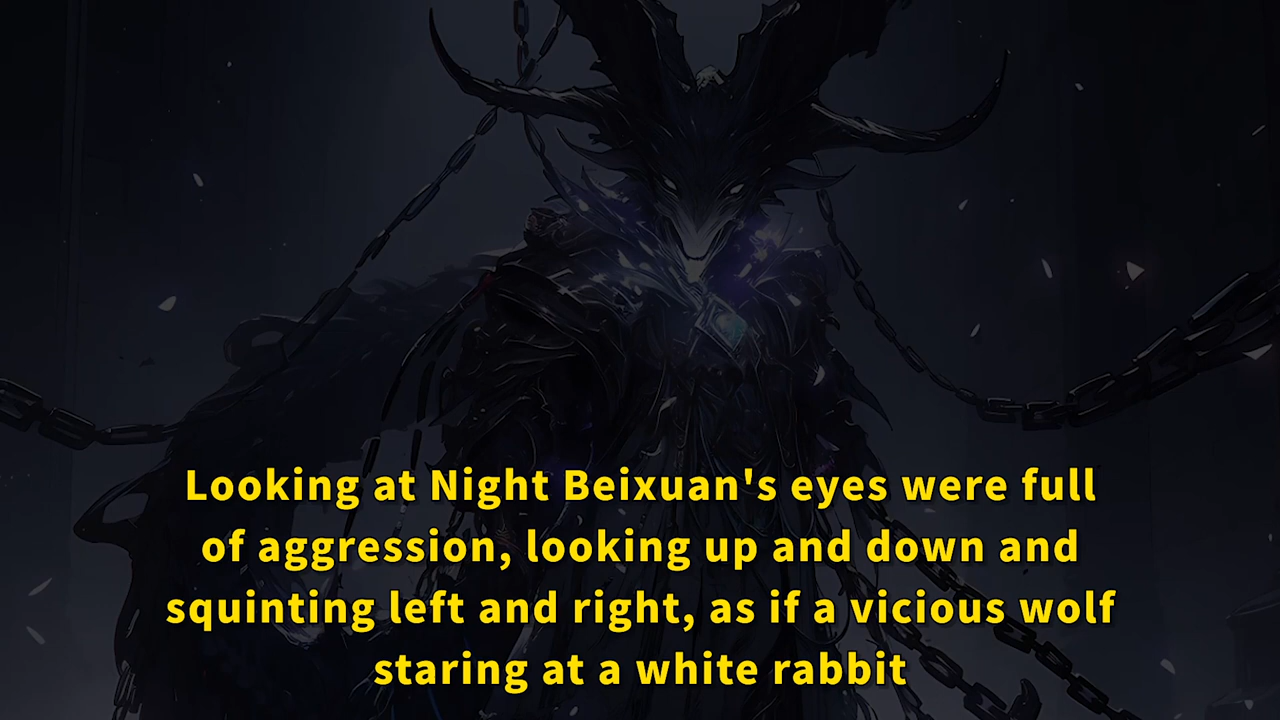 Looking at Night Beixuan's eyes were full
of aggression, looking up and down and
squinting left and right, as if a vicious wolf
staring at a white rabbit